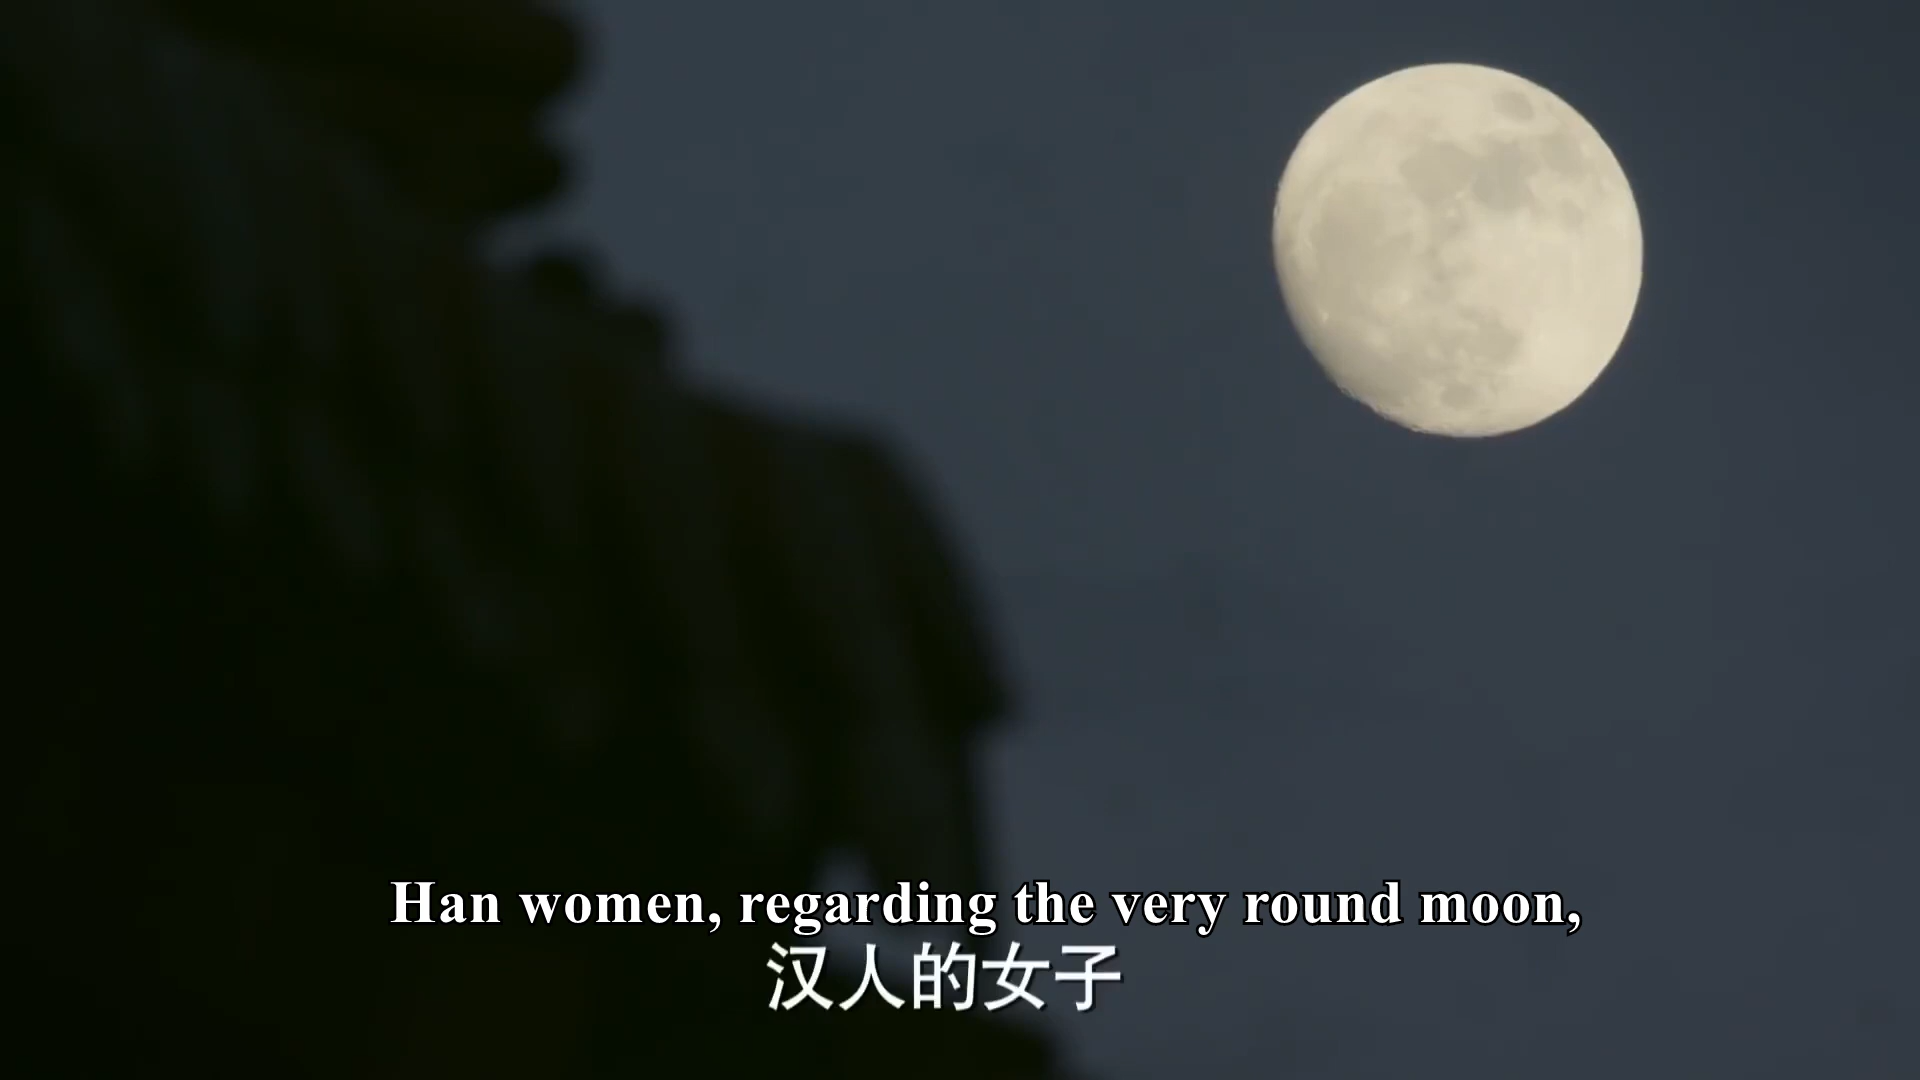 Han women, regarding the very round moon,
汉人的女子